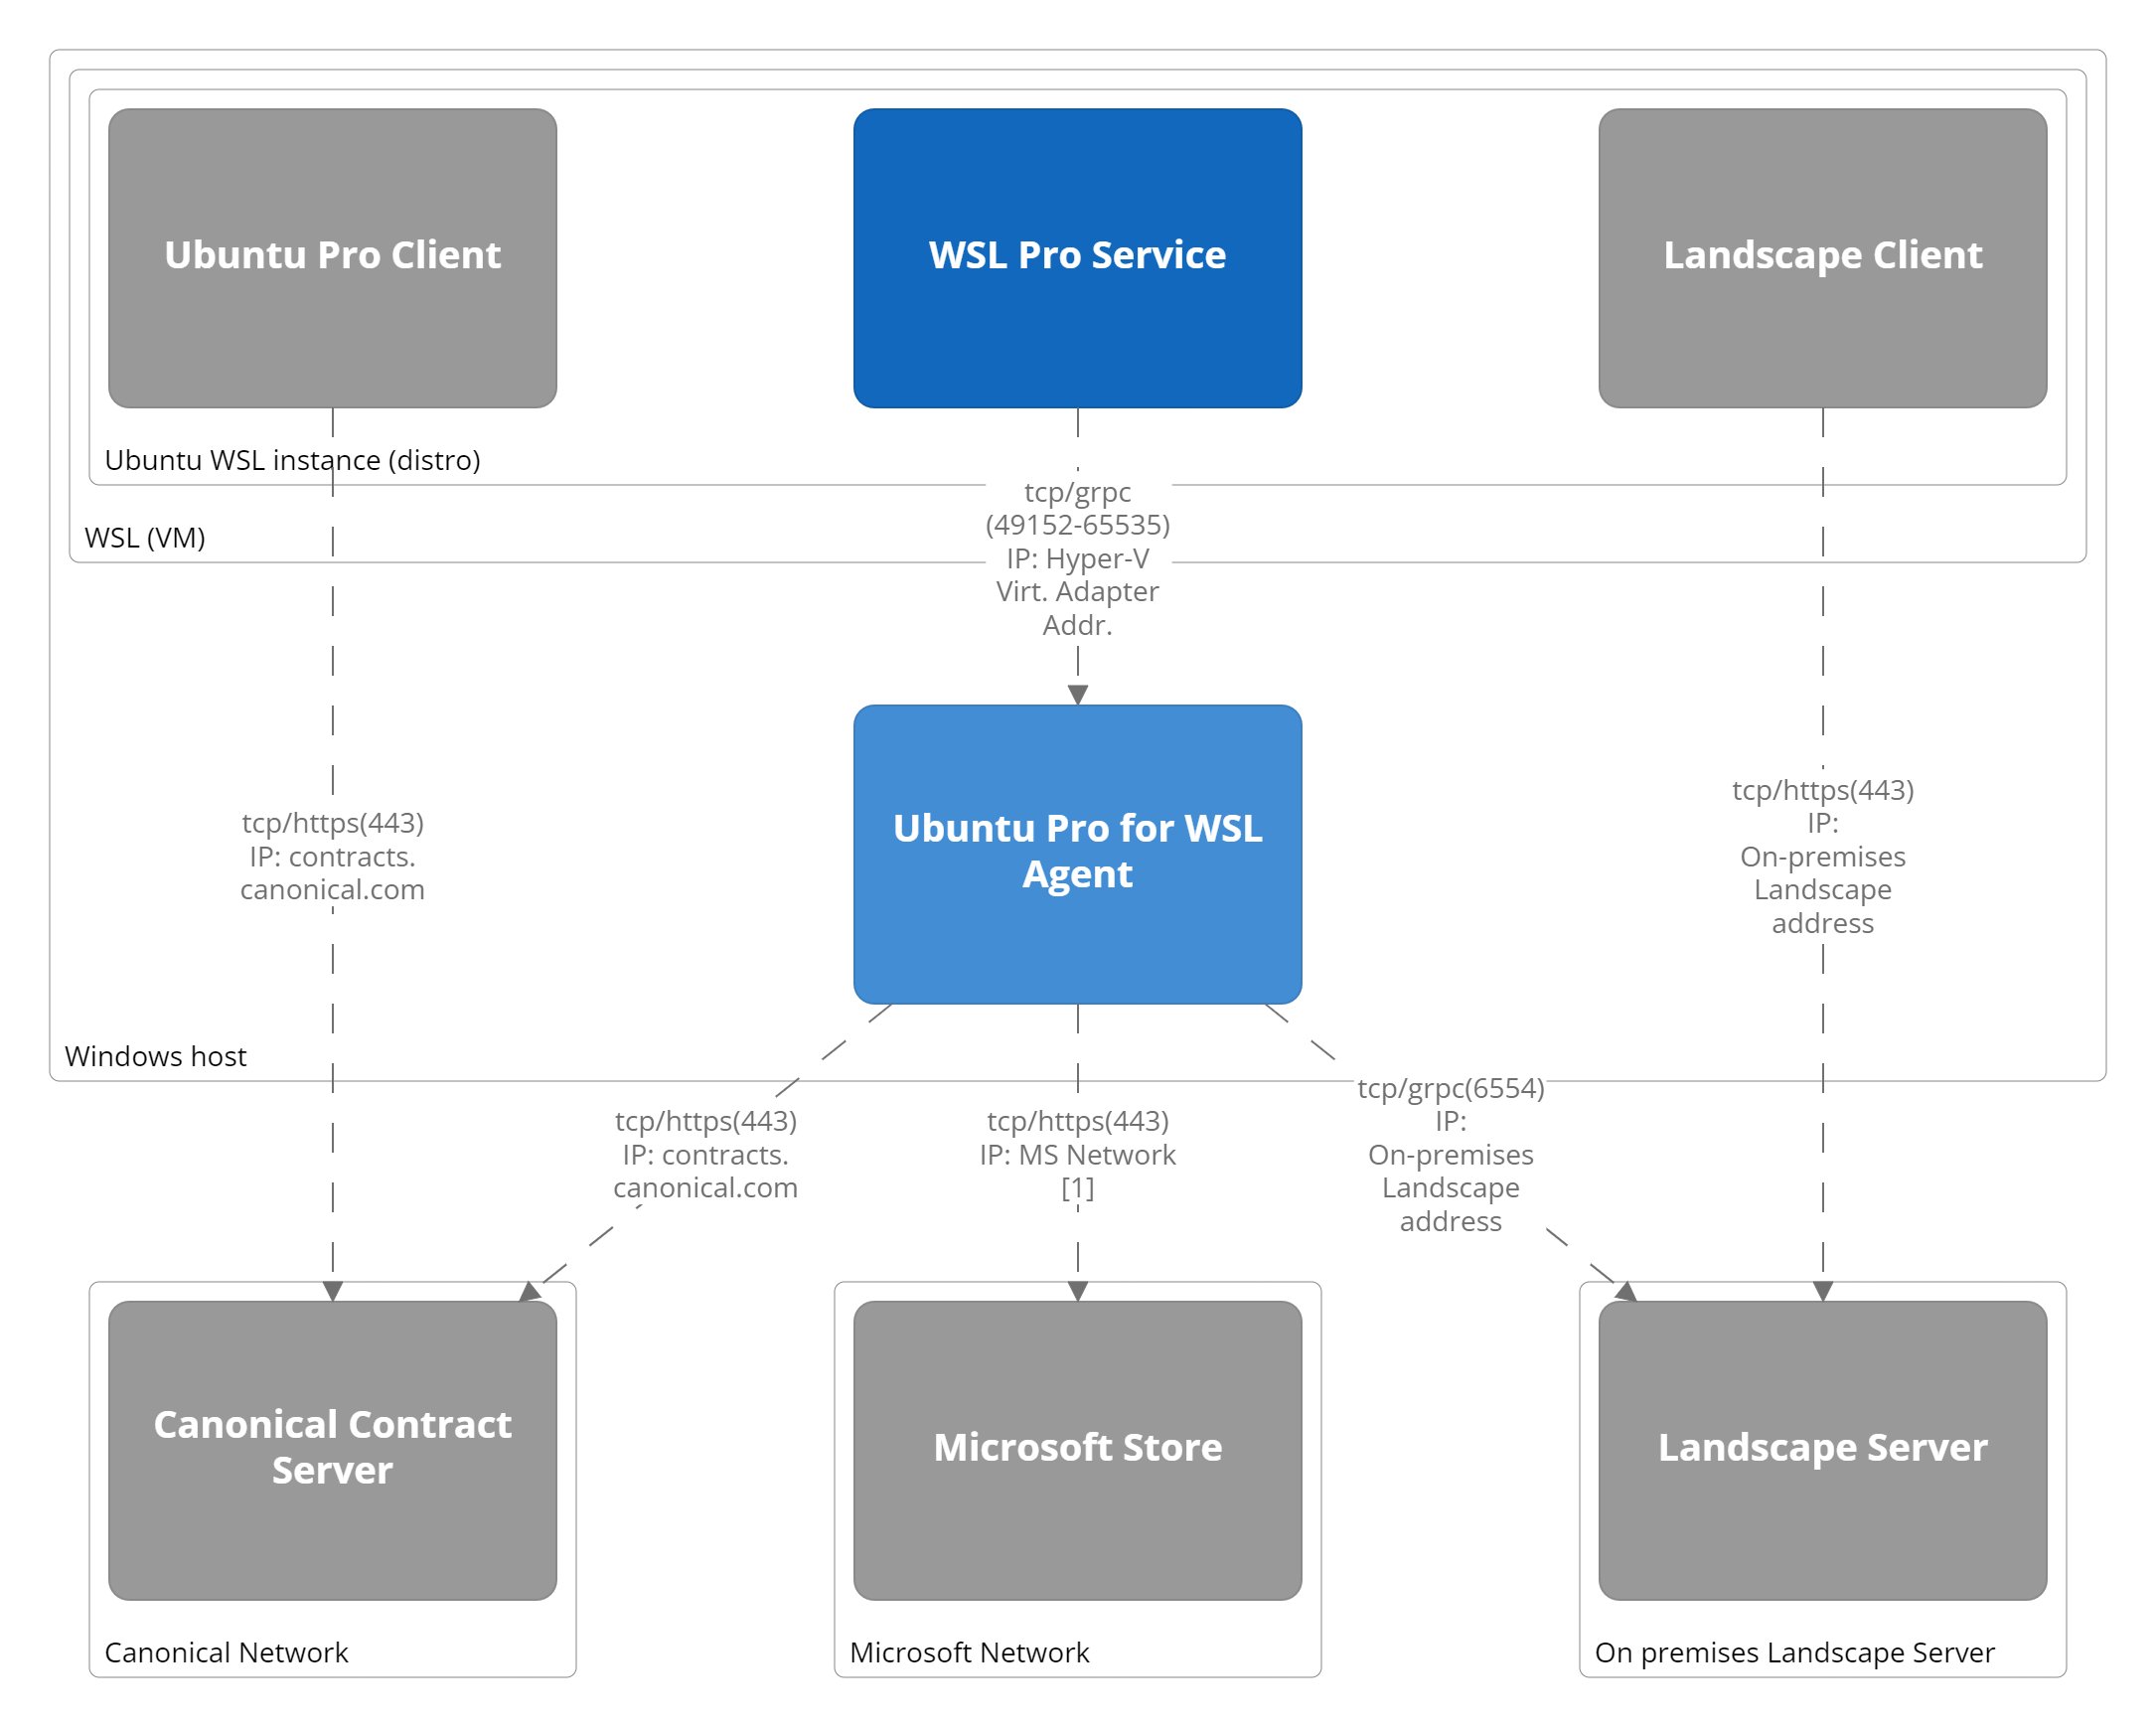 Ubuntu Pro Client
WSL Pro Service
Landscape Client
Ubuntu WSL instance (distro)
tcp/grpc
(49152-65535)
IP: Hyper-V
Virt. Adapter
Addr.
WSL (VM)
Ubuntu Pro for WSL
Agent
tcp/https(443)
IP: contracts.
canonical.com
tcp/https(443)
IP:
On-premises
Landscape
address
Windows host
tcp/https(443)
IP: contracts.
canonical.com
tcp/https(443)
IP: MS Network
[1]
tcp/grpc(6554)
IP:
On-premises
Landscape
address
Canonical Contract
Server
Microsoft Store
Landscape Server
Canonical Network
Microsoft Network
On premises Landscape Server